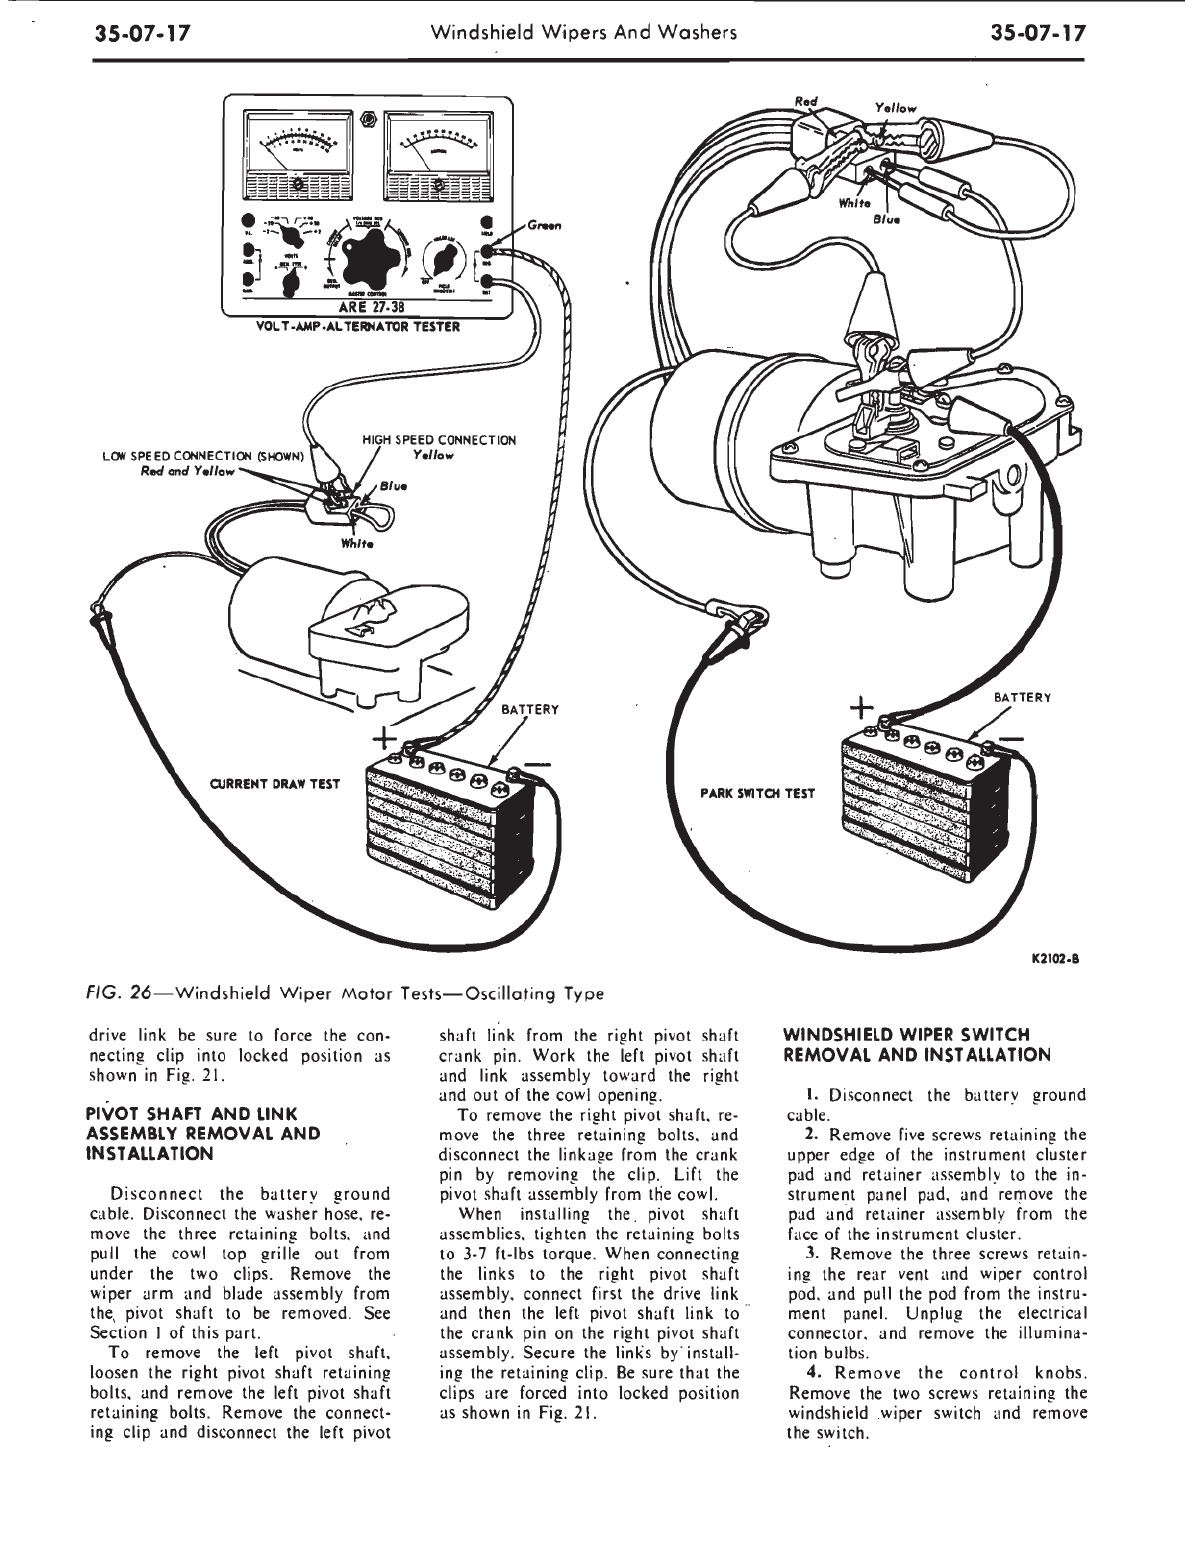 35-07-17
Windshield Wipers And Washers
35-07-17
Green
ARE 27-38
VOLT-AMP-ALTERNATOR TESTER
HIGH SPEED CONNECTION
Yellow
LOW SPEED CONNECTION (SHOWN)
Red and Yellow
Blue
White
BATTERY
+
−
CURRENT DRAW TEST
Red
Yellow
White
Blue
BATTERY
+
−
PARK SWITCH TEST
K2102-B
FIG. 26—Windshield Wiper Motor Tests—Oscillating Type
drive link be sure to force the con-
necting clip into locked position as
shown in Fig. 21.
PIVOT SHAFT AND LINK
ASSEMBLY REMOVAL AND
INSTALLATION
Disconnect the battery ground
cable. Disconnect the washer hose, re-
move the three retaining bolts, and
pull the cowl top grille out from
under the two clips. Remove the
wiper arm and blade assembly from
the pivot shaft to be removed. See
Section 1 of this part.
To remove the left pivot shaft,
loosen the right pivot shaft retaining
bolts, and remove the left pivot shaft
retaining bolts. Remove the connect-
ing clip and disconnect the left pivot
shaft link from the right pivot shaft
crank pin. Work the left pivot shaft
and link assembly toward the right
and out of the cowl opening.
To remove the right pivot shaft, re-
move the three retaining bolts, and
disconnect the linkage from the crank
pin by removing the clip. Lift the
pivot shaft assembly from the cowl.
When installing the pivot shaft
assemblies, tighten the retaining bolts
to 3-7 ft-lbs torque. When connecting
the links to the right pivot shaft
assembly, connect first the drive link
and then the left pivot shaft link to
the crank pin on the right pivot shaft
assembly. Secure the links by install-
ing the retaining clip. Be sure that the
clips are forced into locked position
as shown in Fig. 21.
WINDSHIELD WIPER SWITCH
REMOVAL AND INSTALLATION
1. Disconnect the battery ground
cable.
2. Remove five screws retaining the
upper edge of the instrument cluster
pad and retainer assembly to the in-
strument panel pad, and remove the
pad and retainer assembly from the
face of the instrument cluster.
3. Remove the three screws retain-
ing the rear vent and wiper control
pod, and pull the pod from the instru-
ment panel. Unplug the electrical
connector, and remove the illumina-
tion bulbs.
4. Remove the control knobs.
Remove the two screws retaining the
windshield wiper switch and remove
the switch.